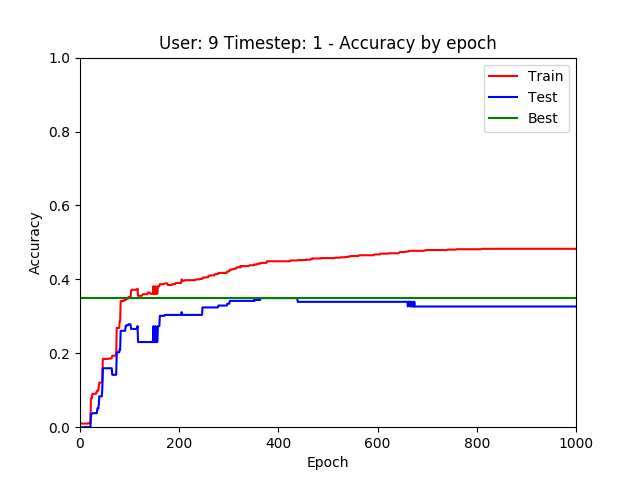 User: 9 Timestep: 1 - Accuracy by epoch
1.0
0.8
0.6
0.4
0.2
0.0
Accuracy
Train
Test
Best
0 200 400 600 800 1000
Epoch